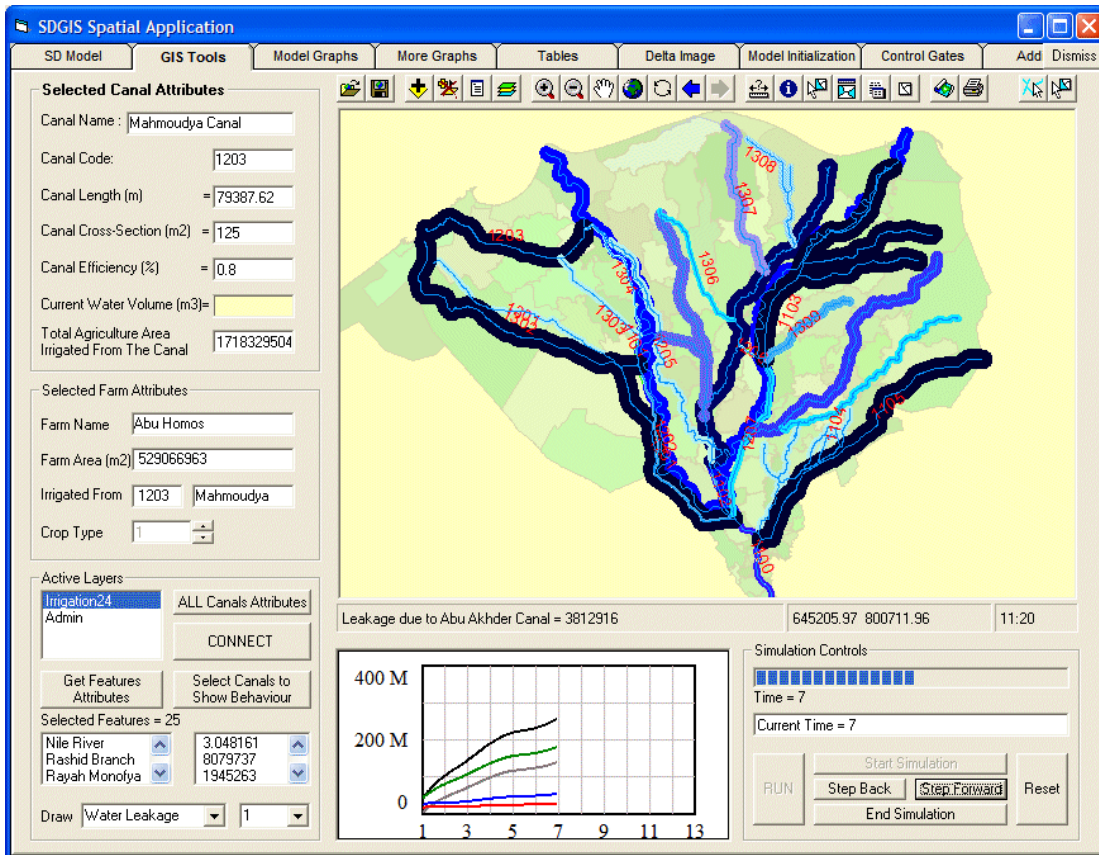 SDGIS Spatial Application
SD Model GIS Tools Model Graphs More Graphs Tables Delta Image Model Initialization Control Gates Add Dismiss
Selected Canal Attributes
Canal Name : Mahmoudya Canal
Canal Code: 1203
Canal Length (m) = 79387.62
Canal Cross-Section (m2) = 125
Canal Efficiency (%) = 0.8
Current Water Volume (m3)=
Total Agriculture Area
Irrigated From The Canal 1718329504
Selected Farm Attributes
Farm Name Abu Homos
Farm Area (m2) 529066963
Irrigated From 1203 Mahmoudya
Crop Type 1
Active Layers
Irrigation24
Admin
ALL Canals Attributes
CONNECT
Get Features
Attributes
Select Canals to
Show Behaviour
Selected Features = 25
Nile River
Rashid Branch
Rayah Monofya
3.048161
8079737
1945263
Draw Water Leakage 1
1308
1307
1203
1306
1304
1303
1205
1103
1309
1104
1105
1100
Leakage due to Abu Akhder Canal = 3812916 645205.97 800711.96 11:20
400 M
200 M
0
1 3 5 7 9 11 13
Simulation Controls
Time = 7
Current Time = 7
RUN
Start Simulation
Step Back Step Forward
End Simulation
Reset